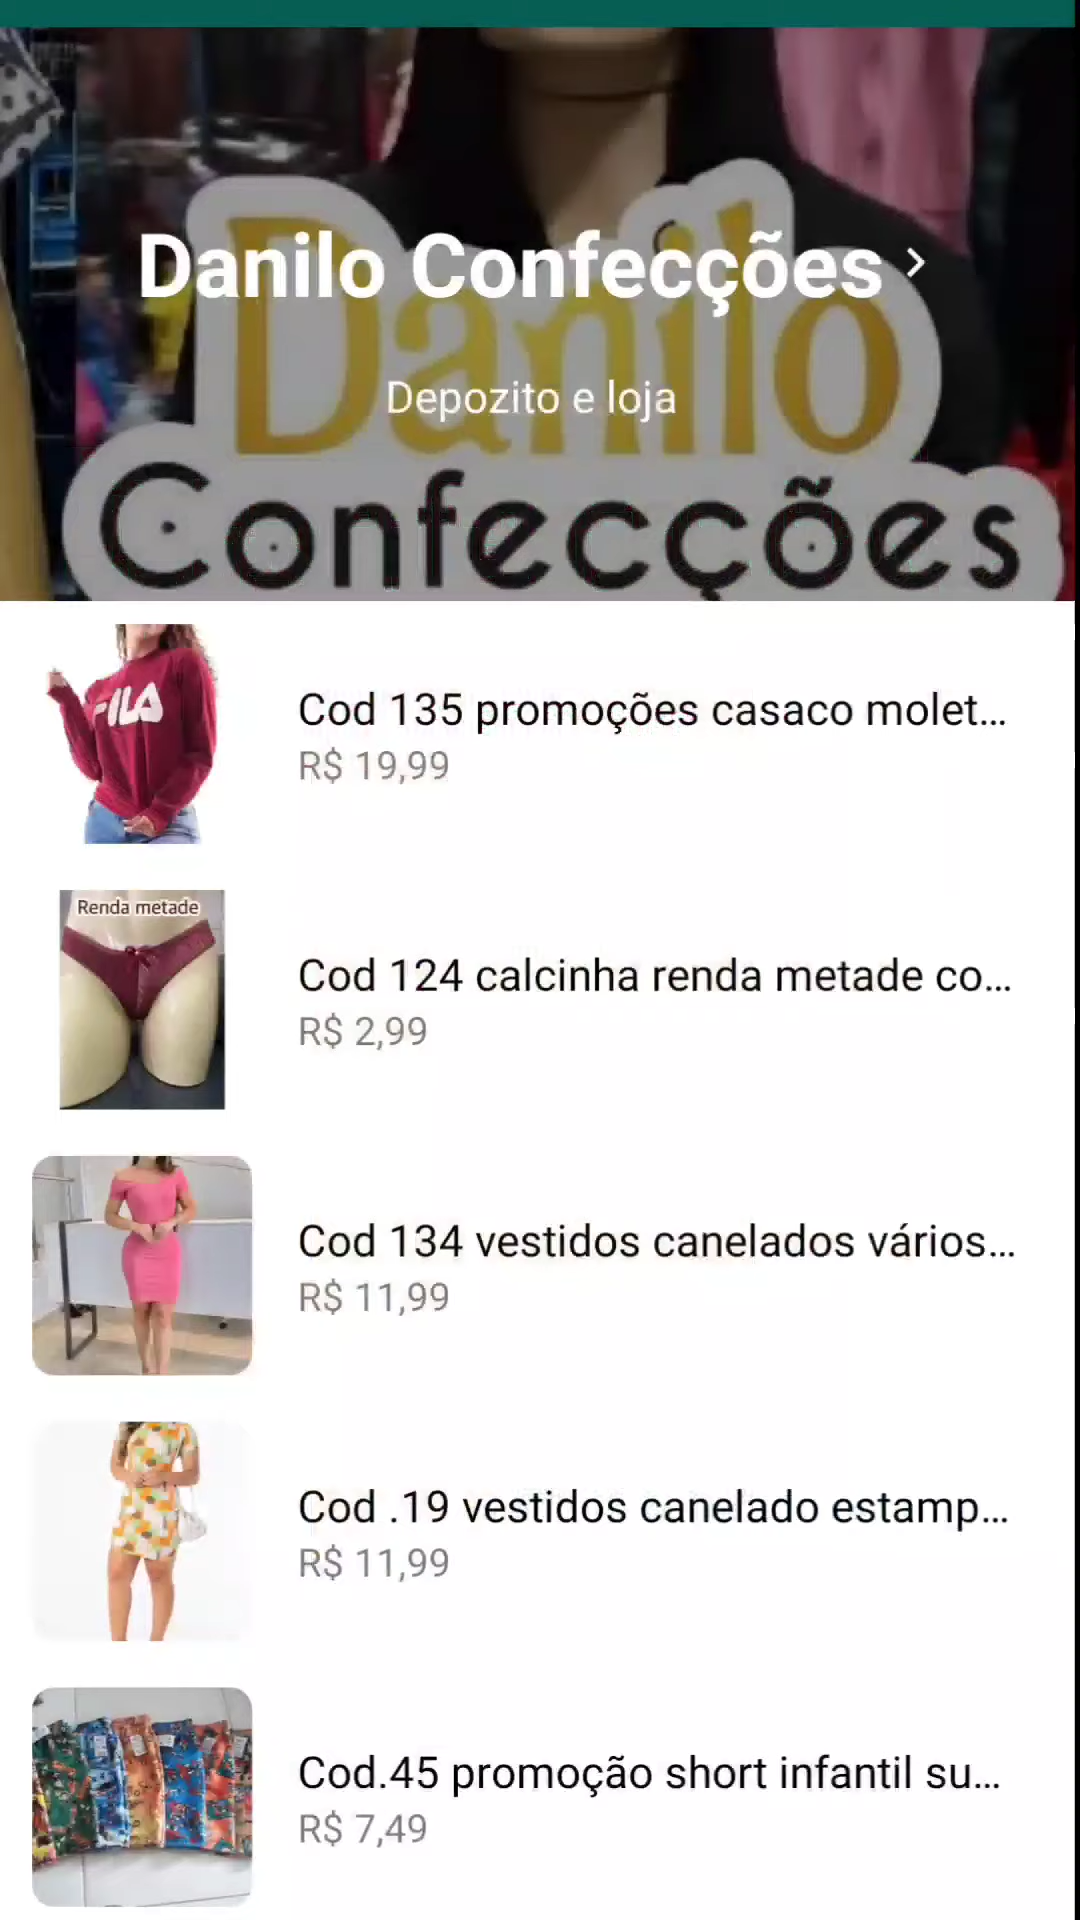 Danilo Confecções
Depozito e loja
Danilo
Confecções
FILA
Cod 135 promoções casaco molet...
R$ 19,99
Renda metade
Cod 124 calcinha renda metade co...
R$ 2,99
Cod 134 vestidos canelados vários...
R$ 11,99
Cod .19 vestidos canelado estamp...
R$ 11,99
Cod.45 promoção short infantil su...
R$ 7,49